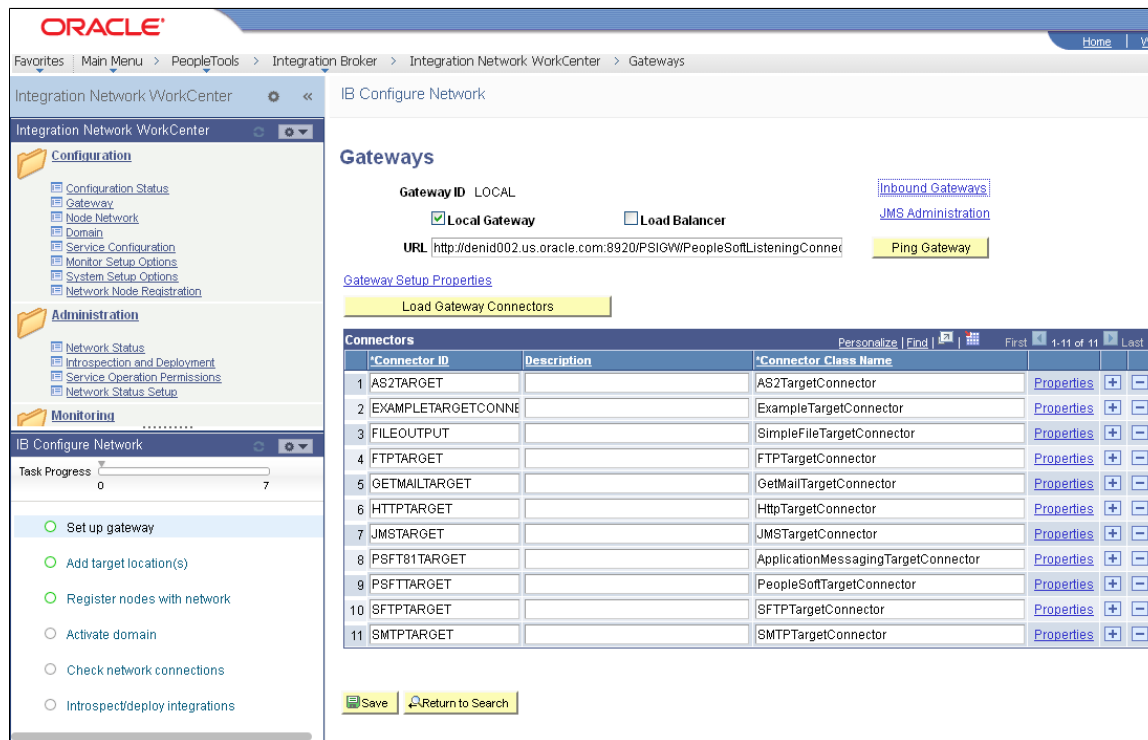 ORACLE
Home | W
Favorites Main Menu > PeopleTools > Integration Broker > Integration Network WorkCenter > Gateways
Integration Network WorkCenter «
Integration Network WorkCenter
Configuration
Configuration Status
Gateway
Node Network
Domain
Service Configuration
Monitor Setup Options
System Setup Options
Network Node Registration
Administration
Network Status
Introspection and Deployment
Service Operation Permissions
Network Status Setup
Monitoring
IB Configure Network
Task Progress
0 7
Set up gateway
Add target location(s)
Register nodes with network
Activate domain
Check network connections
Introspect/deploy integrations
IB Configure Network
Gateways
Gateway ID LOCAL
Inbound Gateways
Local Gateway Load Balancer
JMS Administration
URL http://denid002.us.oracle.com:8920/PSIGW/PeopleSoftListeningConnec
Ping Gateway
Gateway Setup Properties
Load Gateway Connectors
Connectors Personalize | Find | | First 1-11 of 11 Last
*Connector ID Description *Connector Class Name
1 AS2TARGET AS2TargetConnector Properties + -
2 EXAMPLETARGETCONNE ExampleTargetConnector Properties + -
3 FILEOUTPUT SimpleFileTargetConnector Properties + -
4 FTPTARGET FTPTargetConnector Properties + -
5 GETMAILTARGET GetMailTargetConnector Properties + -
6 HTTPTARGET HttpTargetConnector Properties + -
7 JMSTARGET JMSTargetConnector Properties + -
8 PSFT81TARGET ApplicationMessagingTargetConnector Properties + -
9 PSFTTARGET PeopleSoftTargetConnector Properties + -
10 SFTPTARGET SFTPTargetConnector Properties + -
11 SMTPTARGET SMTPTargetConnector Properties + -
Save Return to Search